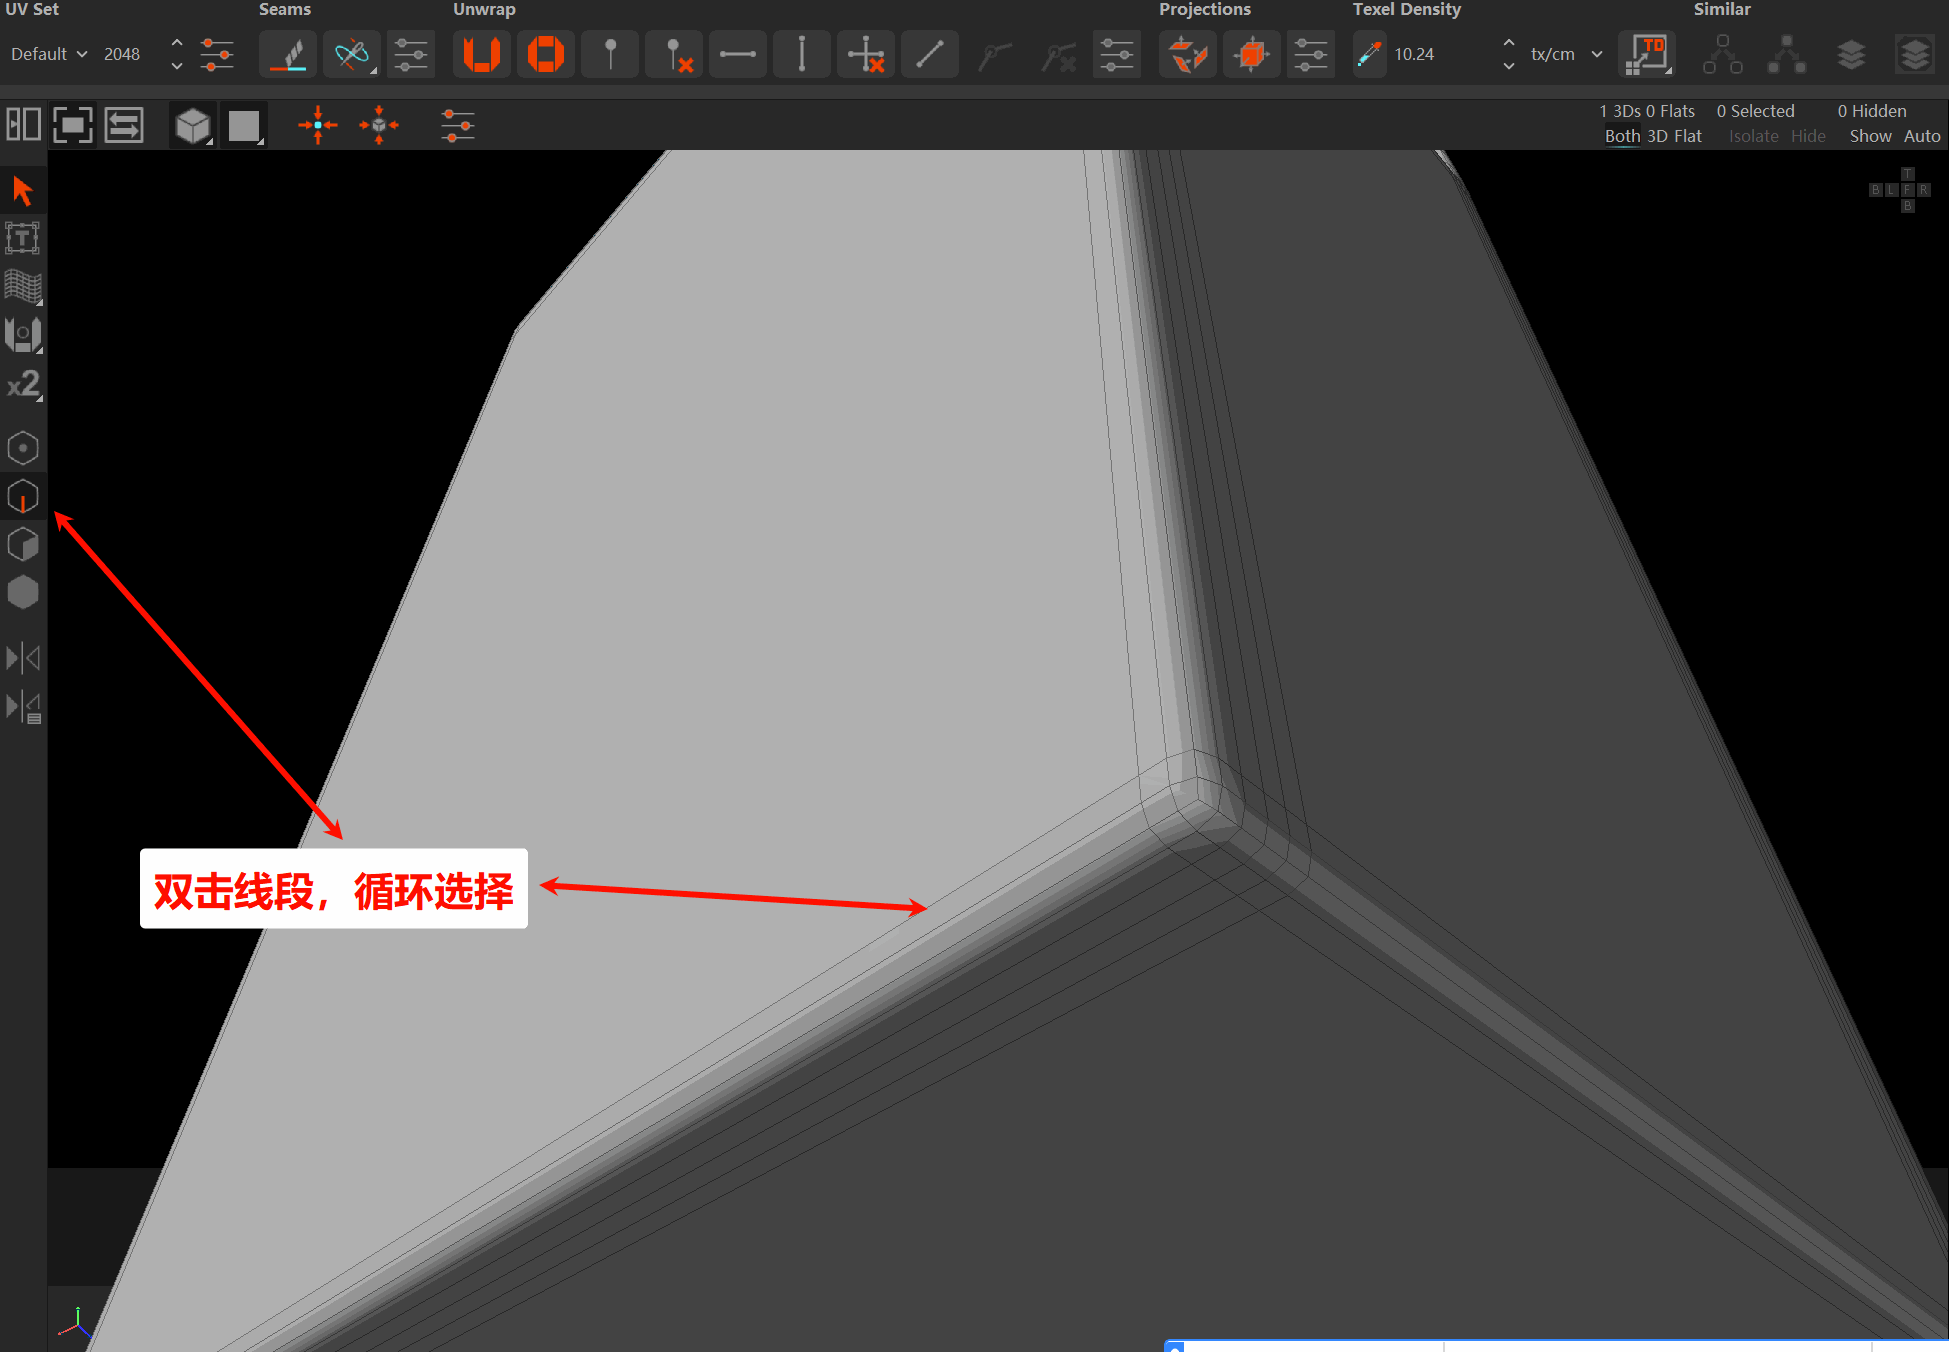 UV Set Seams Unwrap Projections Texel Density Similar
Default 2048 10.24 tx/cm TD
1 3Ds 0 Flats 0 Selected 0 Hidden
Both 3D Flat Isolate Hide Show Auto
T
B L F R
B
T
x2
双击线段，循环选择